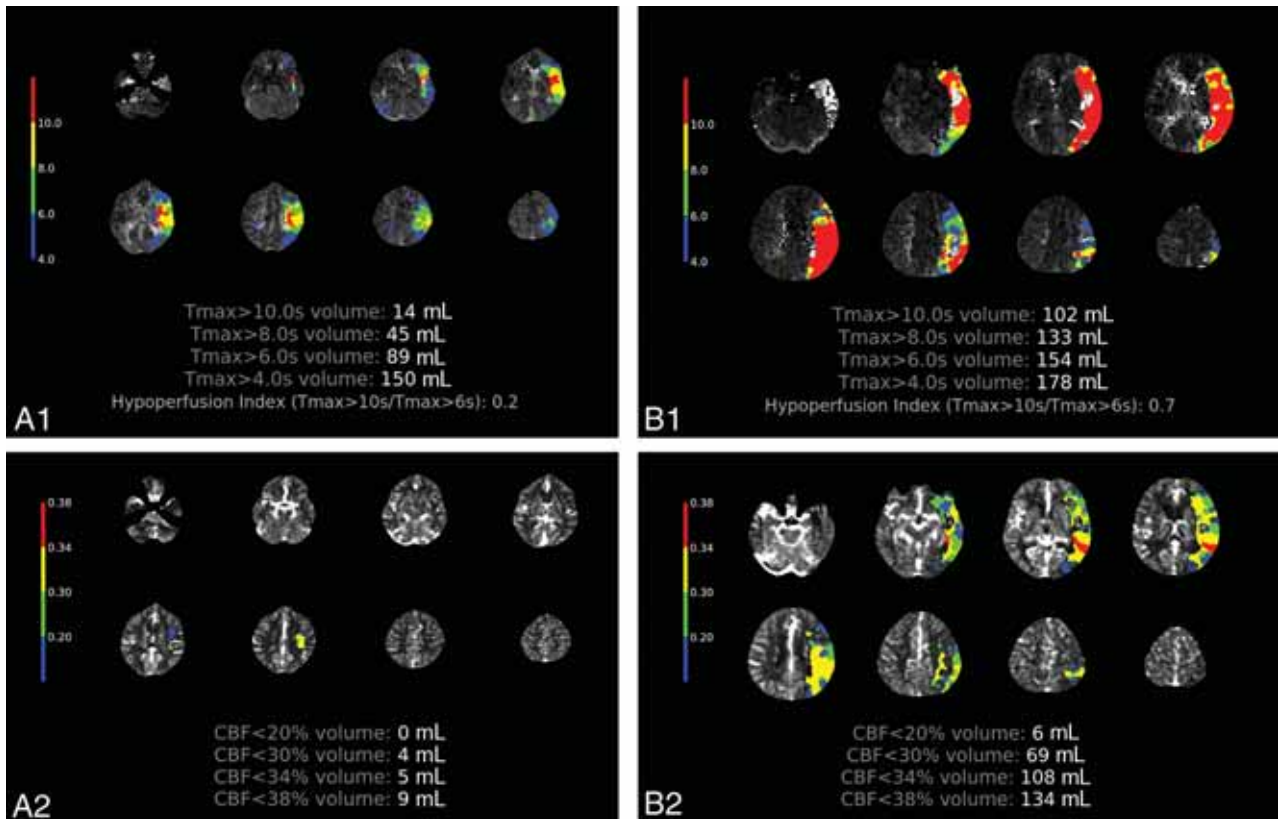 10.0
8.0
6.0
4.0
Tmax>10.0s volume: 14 mL
Tmax>8.0s volume: 45 mL
Tmax>6.0s volume: 89 mL
Tmax>4.0s volume: 150 mL
Hypoperfusion Index (Tmax>10s/Tmax>6s): 0.2
A1
10.0
8.0
6.0
4.0
Tmax>10.0s volume: 102 mL
Tmax>8.0s volume: 133 mL
Tmax>6.0s volume: 154 mL
Tmax>4.0s volume: 178 mL
Hypoperfusion Index (Tmax>10s/Tmax>6s): 0.7
B1
0.38
0.34
0.30
0.20
CBF<20% volume: 0 mL
CBF<30% volume: 4 mL
CBF<34% volume: 5 mL
CBF<38% volume: 9 mL
A2
0.38
0.34
0.30
0.20
CBF<20% volume: 6 mL
CBF<30% volume: 69 mL
CBF<34% volume: 108 mL
CBF<38% volume: 134 mL
B2